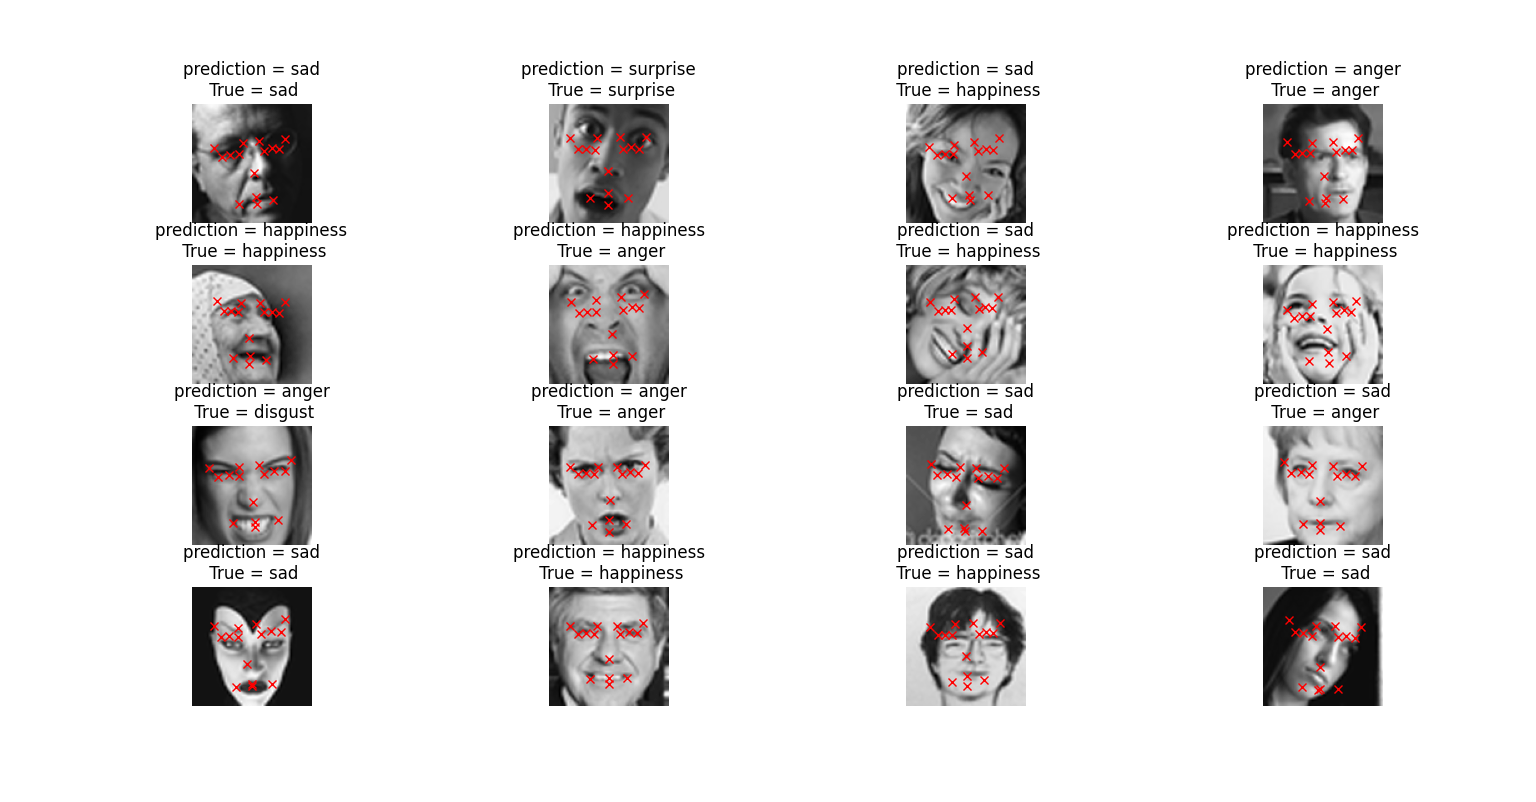 prediction = sad
True = sad
prediction = surprise
True = surprise
prediction = sad
True = happiness
prediction = anger
True = anger
prediction = happiness
True = happiness
prediction = happiness
True = anger
prediction = sad
True = happiness
prediction = happiness
True = happiness
prediction = anger
True = disgust
prediction = anger
True = anger
prediction = sad
True = sad
prediction = sad
True = anger
prediction = sad
True = sad
prediction = happiness
True = happiness
prediction = sad
True = happiness
prediction = sad
True = sad